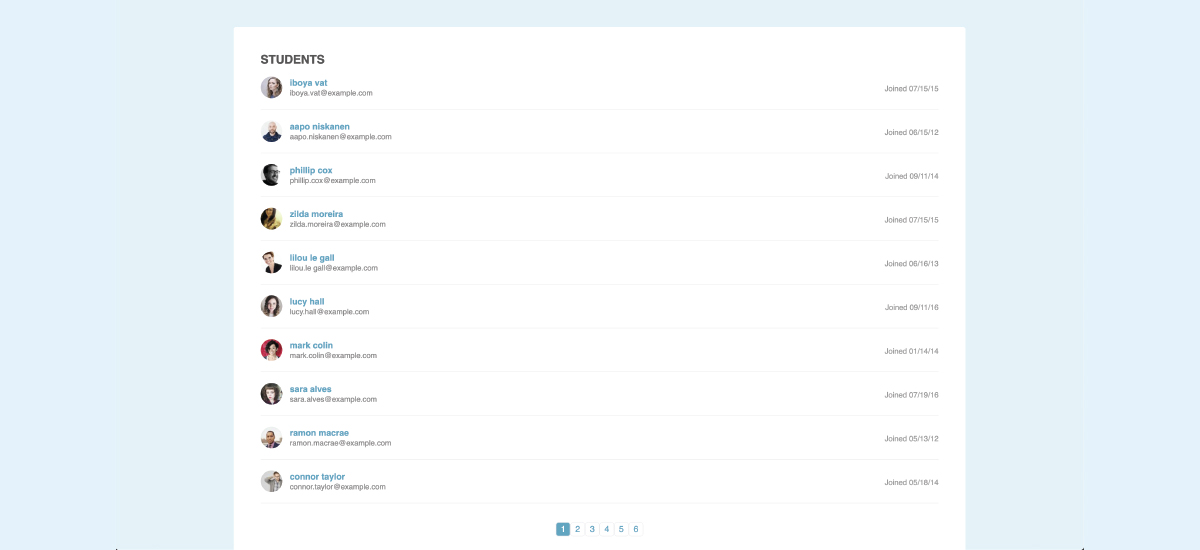 STUDENTS
iboya vat
iboya.vat@example.com
Joined 07/15/15
aapo niskanen
aapo.niskanen@example.com
Joined 06/15/12
phillip cox
phillip.cox@example.com
Joined 09/11/14
zilda moreira
zilda.moreira@example.com
Joined 07/15/15
lilou le gall
lilou.le gall@example.com
Joined 06/16/13
lucy hall
lucy.hall@example.com
Joined 09/11/16
mark colin
mark.colin@example.com
Joined 01/14/14
sara alves
sara.alves@example.com
Joined 07/19/16
ramon macrae
ramon.macrae@example.com
Joined 05/13/12
connor taylor
connor.taylor@example.com
Joined 05/18/14
1 2 3 4 5 6